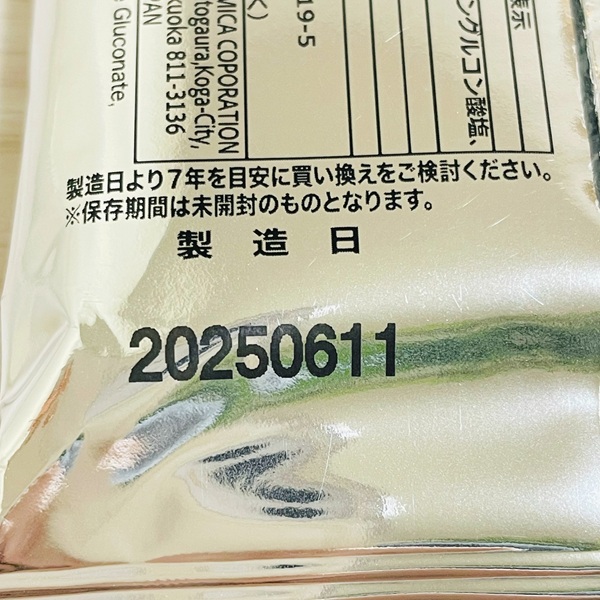 表示
ングルコン酸塩、
19-5
く）
MICA COPORATION
togaura,Koga-City,
kuoka 811-3136
PAN
e Gluconate,
製造日より７年を目安に買い換えをご検討ください。
※保存期間は未開封のものとなります。
製造日
20250611